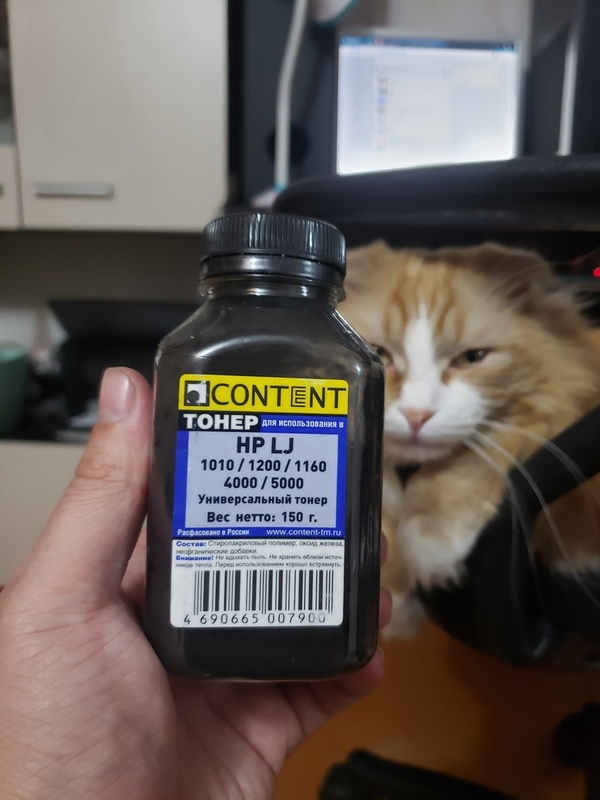 CONTENT
ТОНЕР для использования в
HP LJ
1010 / 1200 / 1160
4000 / 5000
Универсальный тонер
Вес нетто: 150 г.
Расфасовано в России www.content-tm.ru
Состав: Стиролакриловый полимер, оксид железа,
неорганические добавки.
Внимание! Не вдыхать пыль. Не хранить вблизи источ-
ников тепла. Перед использованием хорошо встряхнуть.
4 690665 007900